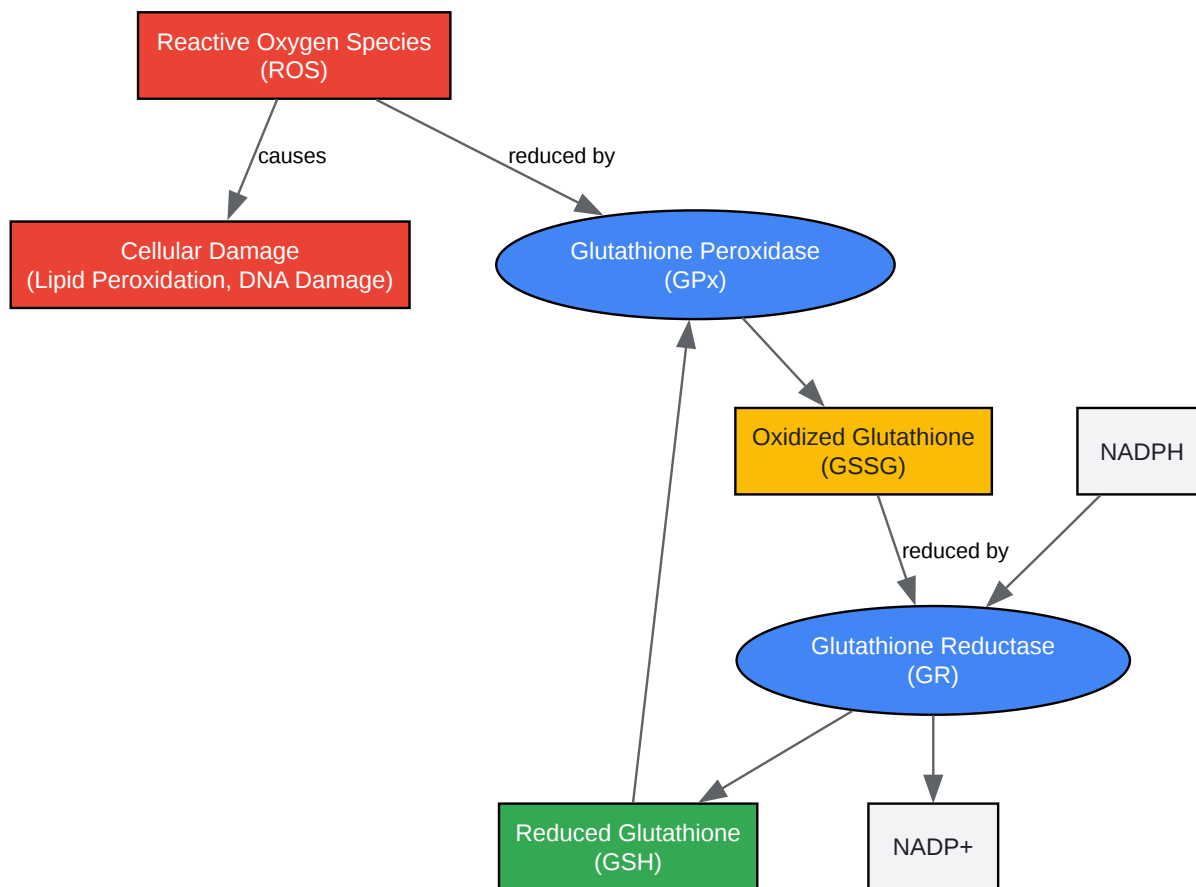 Reactive Oxygen Species
(ROS)
causes
reduced by
Cellular Damage
(Lipid Peroxidation, DNA Damage)
Glutathione Peroxidase
(GPx)
Oxidized Glutathione
(GSSG)
NADPH
reduced by
Glutathione Reductase
(GR)
Reduced Glutathione
(GSH)
NADP+